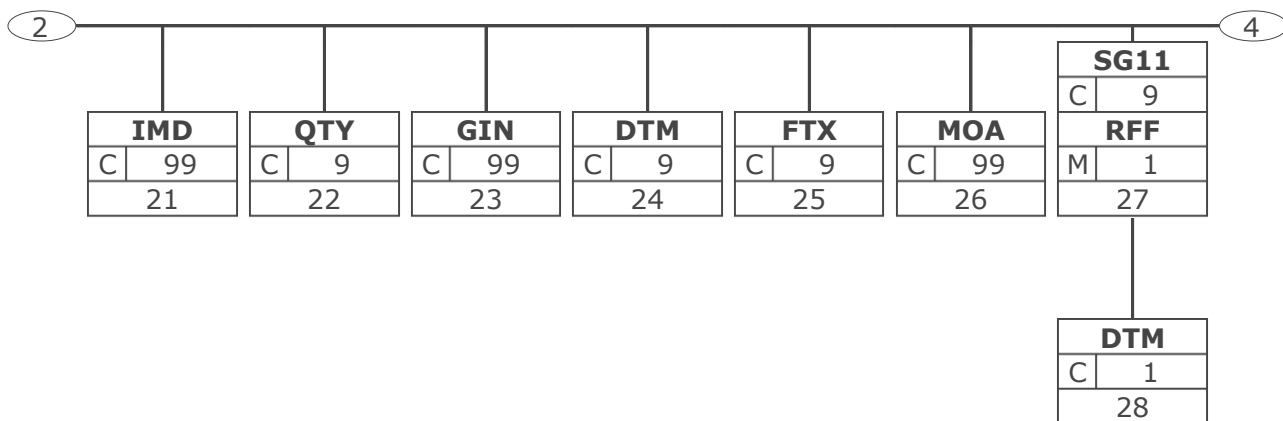 2
4
SG11
C 9
IMD QTY GIN DTM FTX MOA RFF
C 99 C 9 C 99 C 9 C 9 C 99 M 1
21 22 23 24 25 26 27
DTM
C 1
28